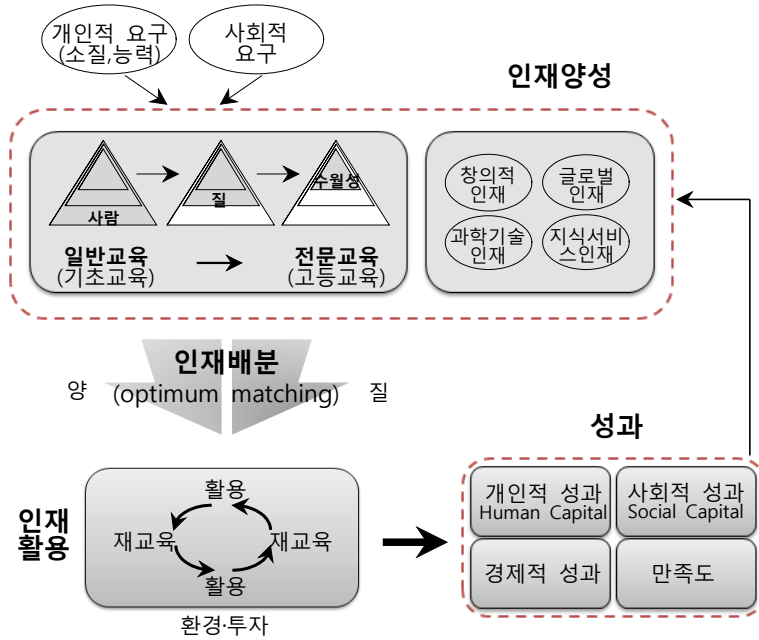 개인적 요구
(소질,능력)
사회적
요구
인재양성
사람
질
수월성
일반교육
(기초교육)
전문교육
(고등교육)
창의적
인재
글로벌
인재
과학기술
인재
지식서비
스인재
인재배분
양 (optimum matching) 질
성과
인재
활용
활용
재교육
재교육
활용
환경·투자
개인적 성과
Human Capital
사회적 성과
Social Capital
경제적 성과
만족도